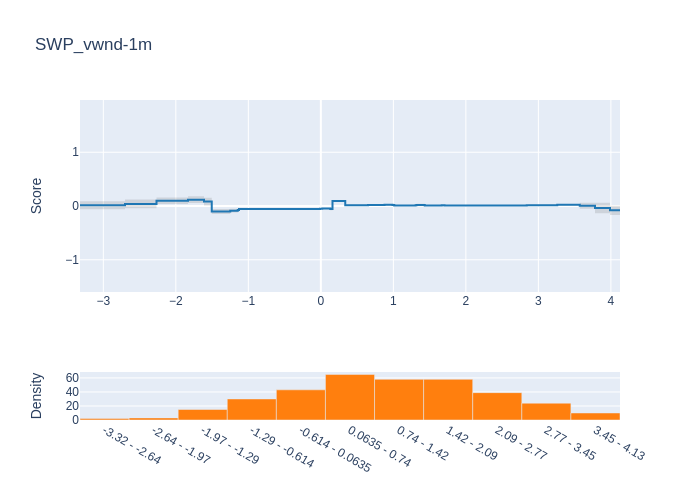 SWP_vwnd-1m
Score
1
0
−1
−3 −2 −1 0 1 2 3 4
Density
60
40
20
0
-3.32 - -2.64
-2.64 - -1.97
-1.97 - -1.29
-1.29 - -0.614
-0.614 - 0.0635
0.0635 - 0.74
0.74 - 1.42
1.42 - 2.09
2.09 - 2.77
2.77 - 3.45
3.45 - 4.13